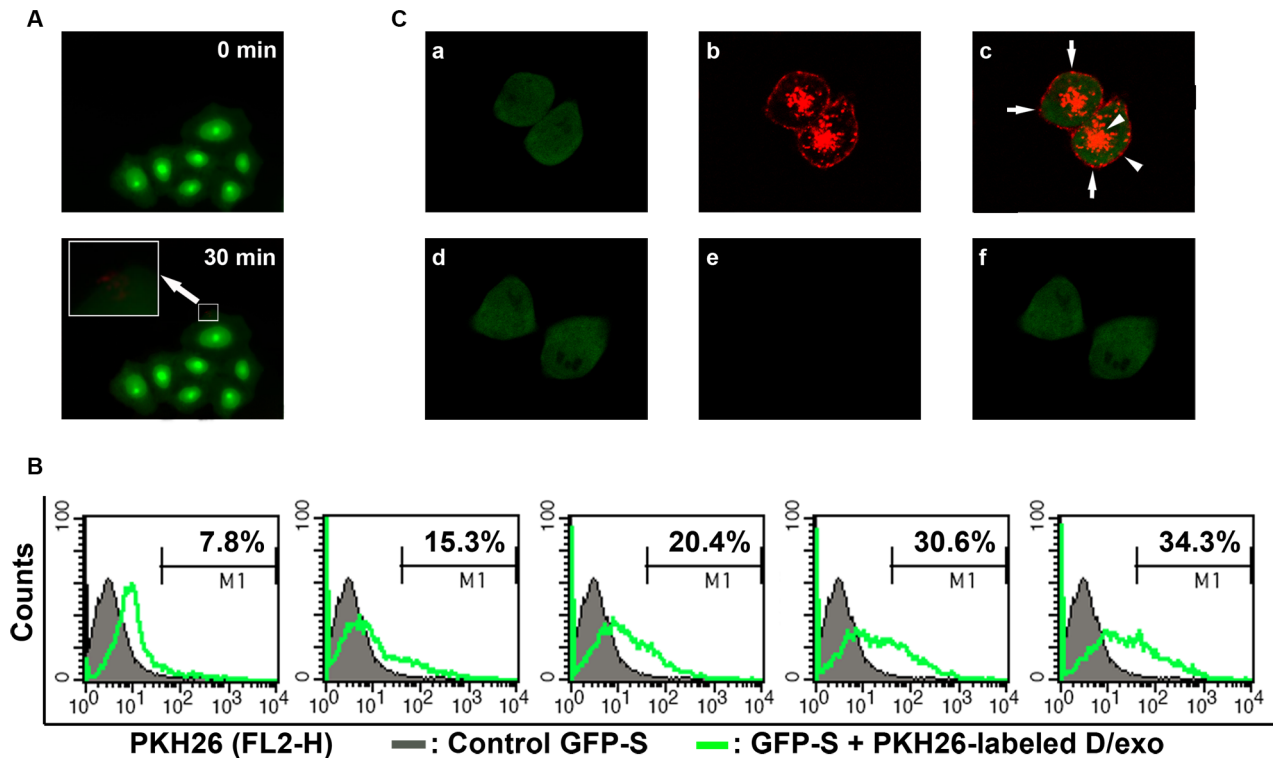 A
C
0 min
a
b
c
30 min
d
e
f
B
Counts
100
0
7.8%
M1
10⁰ 10¹ 10² 10³ 10⁴
100
0
15.3%
M1
10⁰ 10¹ 10² 10³ 10⁴
100
0
20.4%
M1
10⁰ 10¹ 10² 10³ 10⁴
100
0
30.6%
M1
10⁰ 10¹ 10² 10³ 10⁴
100
0
34.3%
M1
10⁰ 10¹ 10² 10³ 10⁴
PKH26 (FL2-H)
: Control GFP-S
: GFP-S + PKH26-labeled D/exo